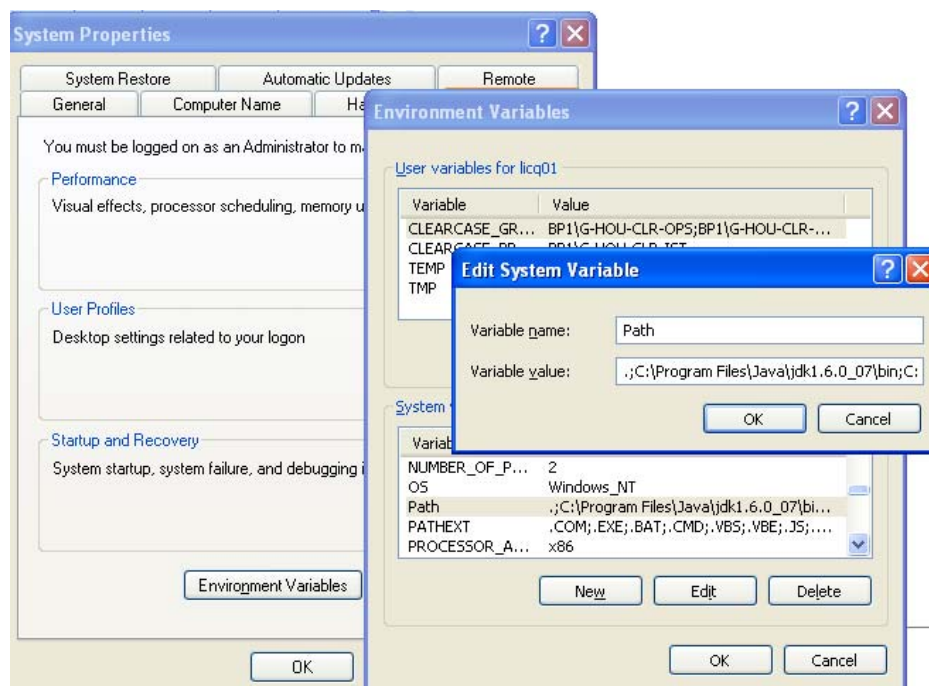 System Properties
System Restore Automatic Updates Remote
General Computer Name Ha
You must be logged on as an Administrator to m
Performance
Visual effects, processor scheduling, memory u
User Profiles
Desktop settings related to your logon
Startup and Recovery
System startup, system failure, and debugging i
Environment Variables
OK
Environment Variables
User variables for licq01
Variable Value
CLEARCASE_GR... BP1\G-HOU-CLR-OPS;BP1\G-HOU-CLR-...
TEMP
TMP
Edit System Variable
Variable name: Path
Variable value: .;C:\Program Files\Java\jdk1.6.0_07\bin;C:
OK Cancel
System
Variab
NUMBER_OF_P... 2
OS Windows_NT
Path .;C:\Program Files\Java\jdk1.6.0_07\bi...
PATHEXT .COM;.EXE;.BAT;.CMD;.VBS;.VBE;.JS;....
PROCESSOR_A... x86
New Edit Delete
OK Cancel